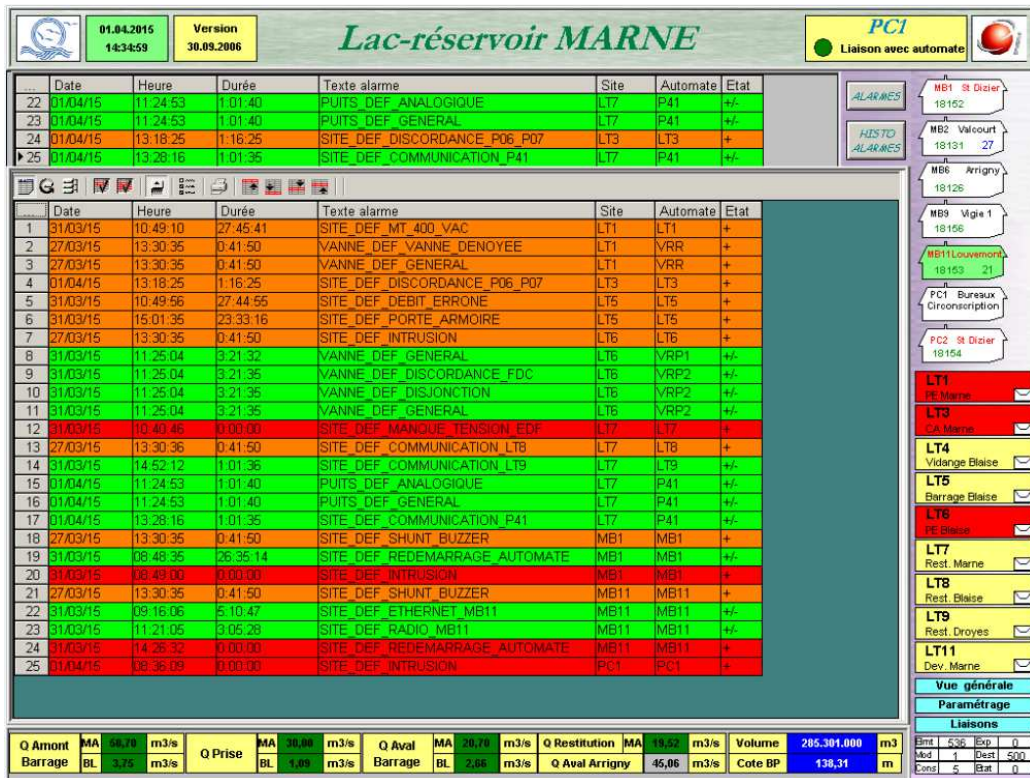 01.04.2015
14:34:59
Version
30.09.2006
Lac-réservoir MARNE
PC1
Liaison avec automate
... Date Heure Durée Texte alarme Site Automate Etat
22 01/04/15 11:24:53 1:01:40 PUITS_DEF_ANALOGIQUE LT7 P41 +/-
23 01/04/15 11:24:53 1:01:40 PUITS_DEF_GENERAL LT7 P41 +/-
24 01/04/15 13:18:25 1:16:25 SITE_DEF_DISCORDANCE_P06_P07 LT3 LT3 +
25 01/04/15 13:28:16 1:01:35 SITE_DEF_COMMUNICATION_P41 LT7 P41 +/-
ALARMES
HISTO
ALARMES
... Date Heure Durée Texte alarme Site Automate Etat
1 31/03/15 10:49:10 27:45:41 SITE_DEF_MT_400_VAC LT1 LT1 +
2 27/03/15 13:30:35 0:41:50 VANNE_DEF_VANNE_DENOYEE LT1 VRR +
3 27/03/15 13:30:35 0:41:50 VANNE_DEF_GENERAL LT1 VRR +
4 01/04/15 13:18:25 1:16:25 SITE_DEF_DISCORDANCE_P06_P07 LT3 LT3 +
5 31/03/15 10:49:56 27:44:55 SITE_DEF_DEBIT_ERRONE LT5 LT5 +
6 31/03/15 15:01:35 23:33:16 SITE_DEF_PORTE_ARMOIRE LT5 LT5 +
7 27/03/15 13:30:35 0:41:50 SITE_DEF_INTRUSION LT6 LT6 +
8 31/03/15 11:25:04 3:21:32 VANNE_DEF_GENERAL LT6 VRP1 +/-
9 31/03/15 11:25:04 3:21:35 VANNE_DEF_DISCORDANCE_FDC LT6 VRP2 +/-
10 31/03/15 11:25:04 3:21:35 VANNE_DEF_DISJONCTION LT6 VRP2 +/-
11 31/03/15 11:25:04 3:21:35 VANNE_DEF_GENERAL LT6 VRP2 +/-
12 31/03/15 10:40:46 0:00:00 SITE_DEF_MANQUE_TENSION_EDF LT7 LT7 +
13 27/03/15 13:30:36 0:41:50 SITE_DEF_COMMUNICATION_LT8 LT7 LT8 +
14 31/03/15 14:52:12 1:01:36 SITE_DEF_COMMUNICATION_LT9 LT7 LT9 +/-
15 01/04/15 11:24:53 1:01:40 PUITS_DEF_ANALOGIQUE LT7 P41 +/-
16 01/04/15 11:24:53 1:01:40 PUITS_DEF_GENERAL LT7 P41 +/-
17 01/04/15 13:28:16 1:01:35 SITE_DEF_COMMUNICATION_P41 LT7 P41 +/-
18 27/03/15 13:30:35 0:41:50 SITE_DEF_SHUNT_BUZZER MB1 MB1 +
19 31/03/15 08:48:35 26:35:14 SITE_DEF_REDEMARRAGE_AUTOMATE MB1 MB1 +/-
20 31/03/15 08:49:00 0:00:00 SITE_DEF_INTRUSION MB1 MB1 +
21 27/03/15 13:30:35 0:41:50 SITE_DEF_SHUNT_BUZZER MB11 MB11 +
22 31/03/15 09:16:06 5:10:47 SITE_DEF_ETHERNET_MB11 MB11 MB11 +/-
23 31/03/15 11:21:05 3:05:28 SITE_DEF_RADIO_MB11 MB11 MB11 +/-
24 31/03/15 14:26:32 0:00:00 SITE_DEF_REDEMARRAGE_AUTOMATE MB11 MB11 +
25 01/04/15 08:36:09 0:00:00 SITE_DEF_INTRUSION PC1 PC1 +
MB1 St Dizier
18152
MB2 Valcourt
18131 27
MB6 Arrigny
18126
MB9 Vigie 1
18156
MB11 Louvemont
18153 21
PC1 Bureaux
Circonscription
PC2 St Dizier
18154
LT1
PE Marne
LT3
CA Marne
LT4
Vidange Blaise
LT5
Barrage Blaise
LT6
PE Blaise
LT7
Rest. Marne
LT8
Rest. Blaise
LT9
Rest. Droyes
LT11
Dev. Marne
Vue générale
Paramétrage
Liaisons
Emt 536 Exp 0
Mod 1 Dest 500
Cons 5 Etat 0
Q Amont Barrage MA 50,70 m3/s BL 3,75 m3/s
Q Prise MA 30,00 m3/s BL 1,09 m3/s
Q Aval Barrage MA 20,70 m3/s BL 2,66 m3/s
Q Restitution MA 19,52 m3/s
Q Aval Arrigny 45,06 m3/s
Volume 285.301.000 m3
Cote BP 138,31 m